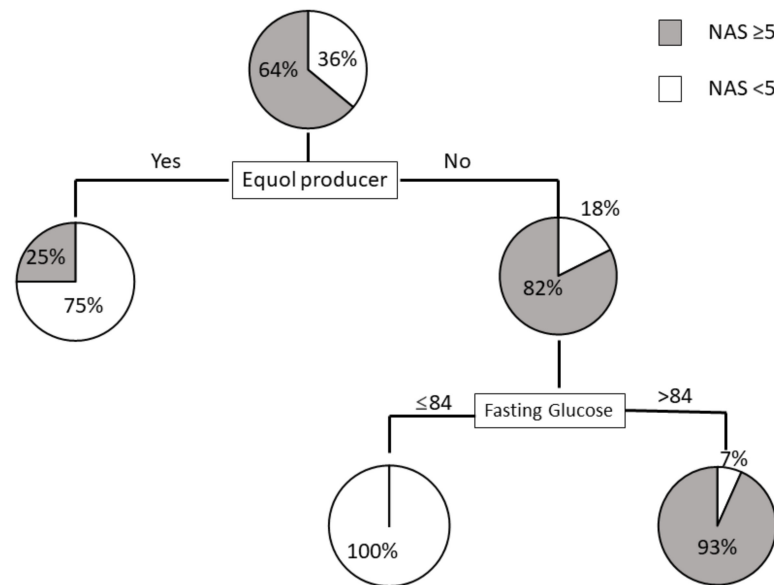 NAS ≥5
NAS <5
64%
36%
Yes
No
Equol producer
25%
75%
18%
82%
≤84
>84
Fasting Glucose
100%
7%
93%